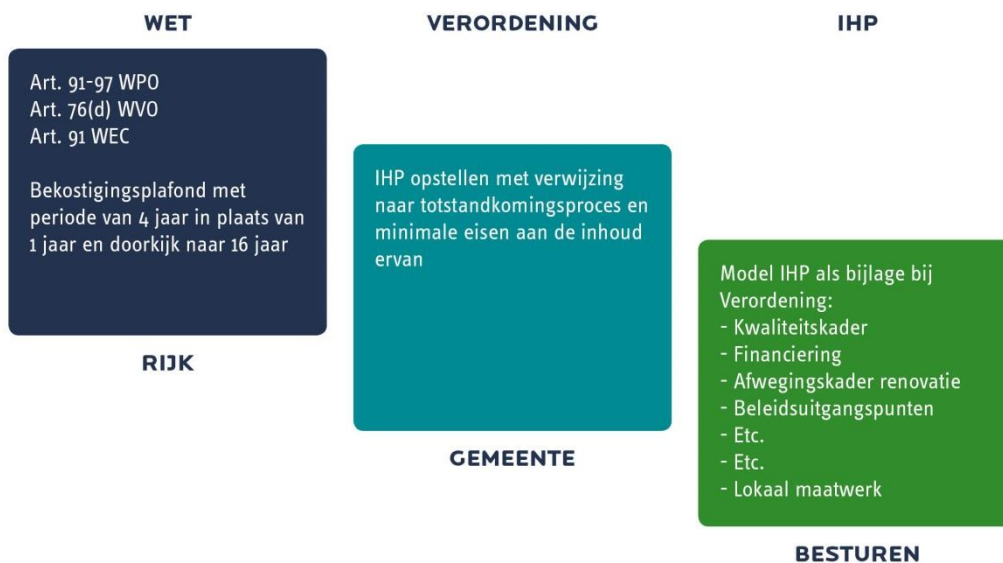 WET
Art. 91-97 WPO
Art. 76(d) WVO
Art. 91 WEC
Bekostigingsplafond met
periode van 4 jaar in plaats van
1 jaar en doorkijk naar 16 jaar
RIJK
VERORDENING
IHP opstellen met verwijzing
naar totstandkomingsproces en
minimale eisen aan de inhoud
ervan
GEMEENTE
IHP
Model IHP als bijlage bij
Verordening:
- Kwaliteitskader
- Financiering
- Afwegingskader renovatie
- Beleidsuitgangspunten
- Etc.
- Etc.
- Lokaal maatwerk
BESTUREN